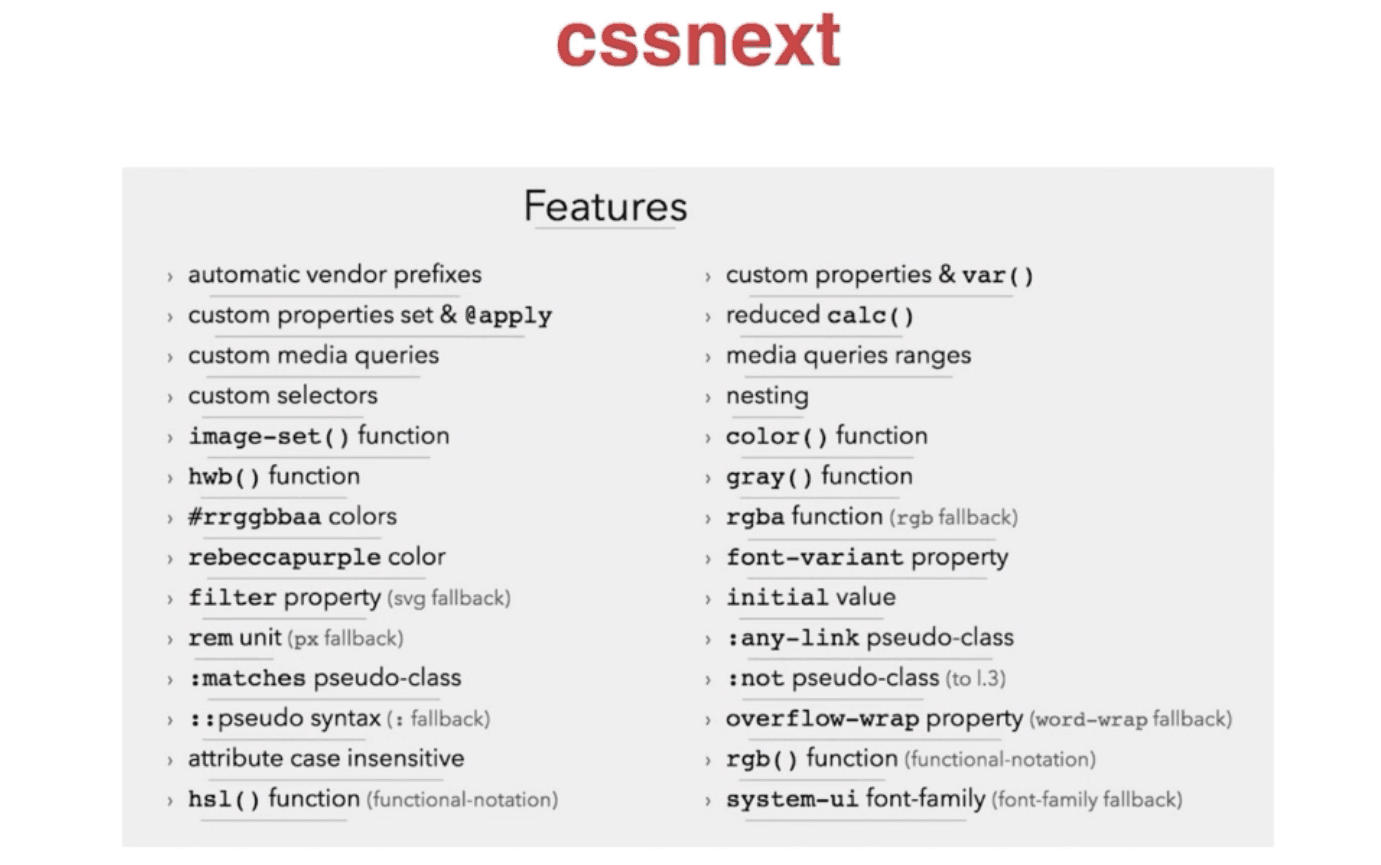 cssnext
Features
› automatic vendor prefixes
› custom properties & var()
› custom properties set & @apply
› reduced calc()
› custom media queries
› media queries ranges
› custom selectors
› nesting
› image-set() function
› color() function
› hwb() function
› gray() function
› #rrggbbaa colors
› rgba function (rgb fallback)
› rebeccapurple color
› font-variant property
› filter property (svg fallback)
› initial value
› rem unit (px fallback)
› :any-link pseudo-class
› :matches pseudo-class
› :not pseudo-class (to l.3)
› ::pseudo syntax (: fallback)
› overflow-wrap property (word-wrap fallback)
› attribute case insensitive
› rgb() function (functional-notation)
› hsl() function (functional-notation)
› system-ui font-family (font-family fallback)